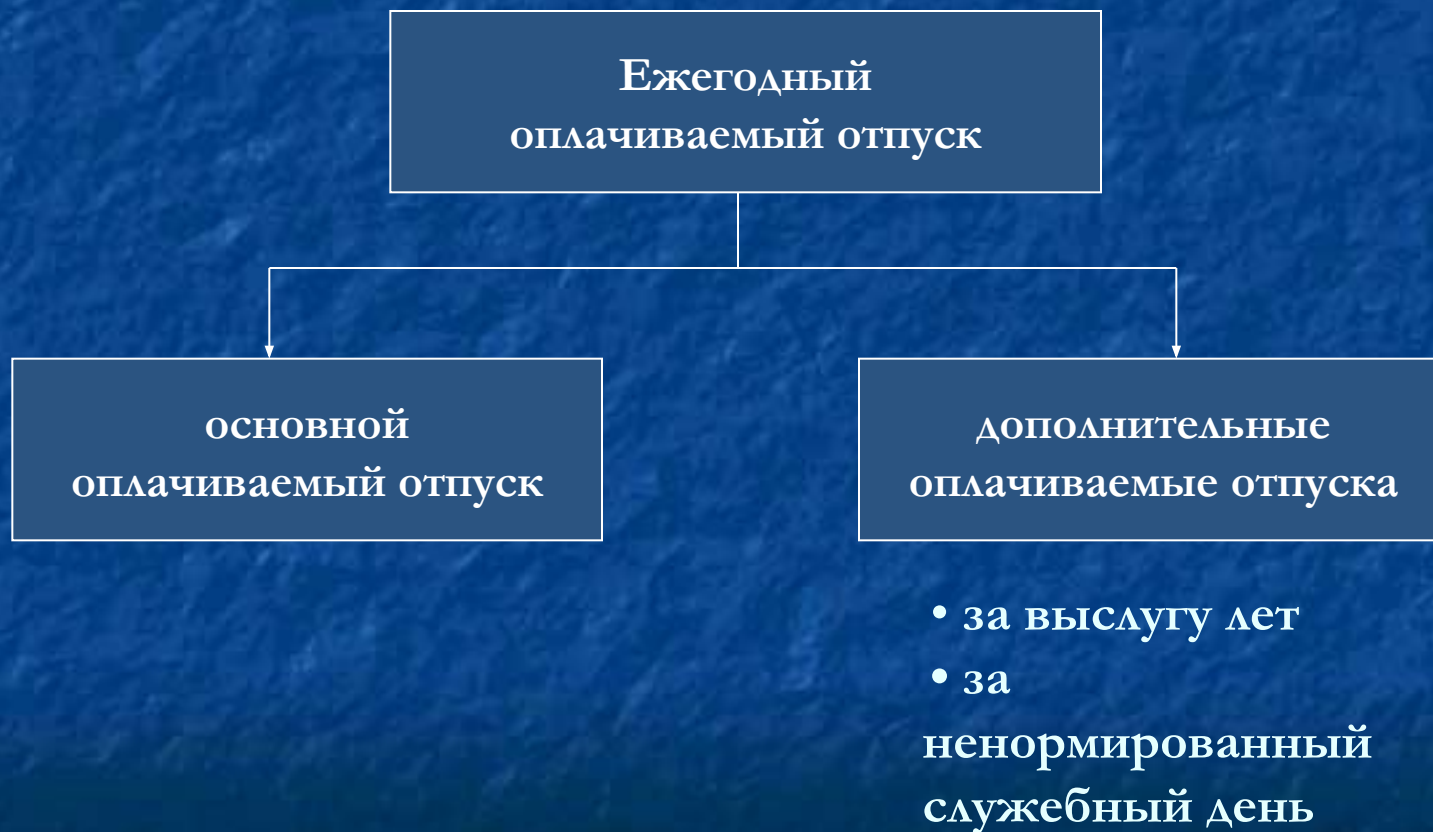 Ежегодный
оплачиваемый отпуск
основной
оплачиваемый отпуск
дополнительные
оплачиваемые отпуска
• за выслугу лет
• за
ненормированный
служебный день